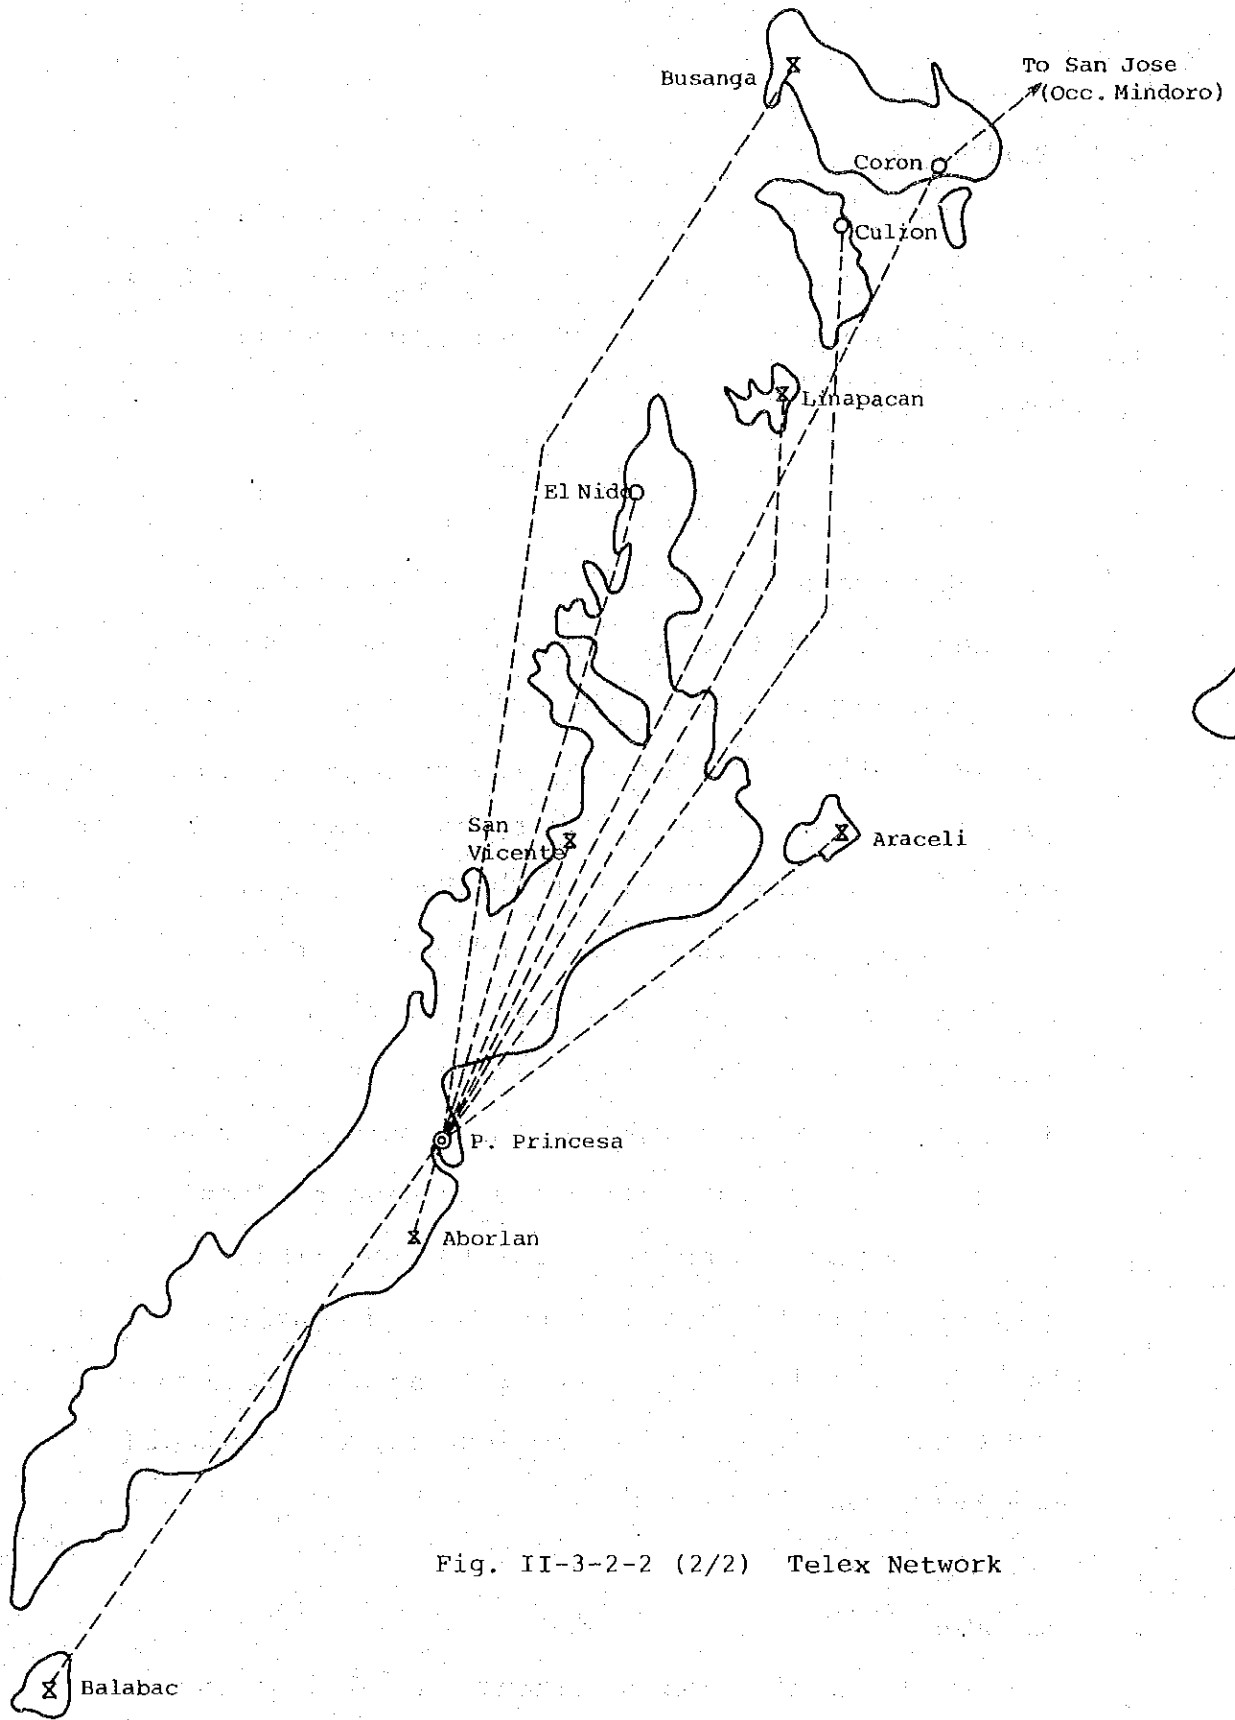 Busanga
To San Jose
(Occ. Mindoro)
Coron
Culion
Linapacan
El Nido
San
Vicente
Araceli
P. Princesa
Aborlan
Fig. II-3-2-2 (2/2) Telex Network
Balabac